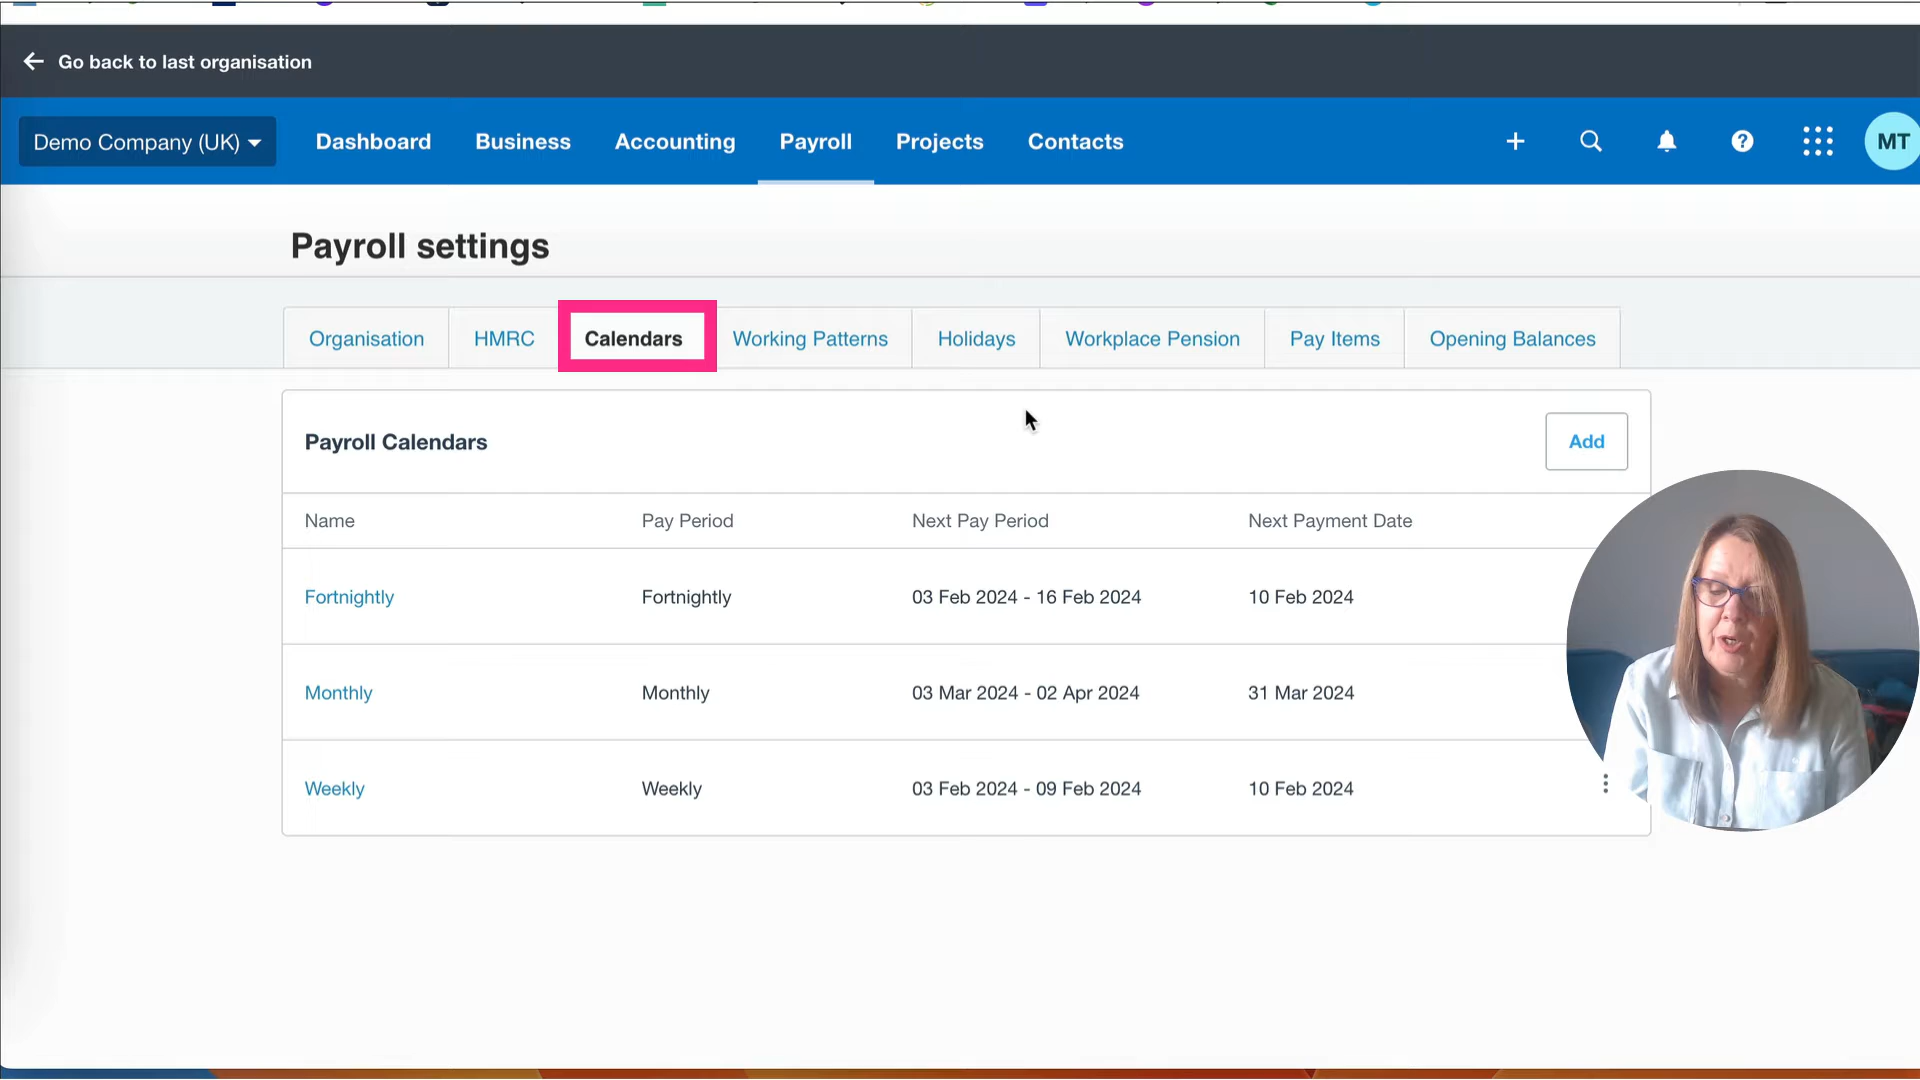 Go back to last organisation
Demo Company (UK) Dashboard Business Accounting Payroll Projects Contacts MT
Payroll settings
Organisation HMRC Calendars Working Patterns Holidays Workplace Pension Pay Items Opening Balances
Payroll Calendars Add
Name Pay Period Next Pay Period Next Payment Date
Fortnightly Fortnightly 03 Feb 2024 - 16 Feb 2024 10 Feb 2024
Monthly Monthly 03 Mar 2024 - 02 Apr 2024 31 Mar 2024
Weekly Weekly 03 Feb 2024 - 09 Feb 2024 10 Feb 2024